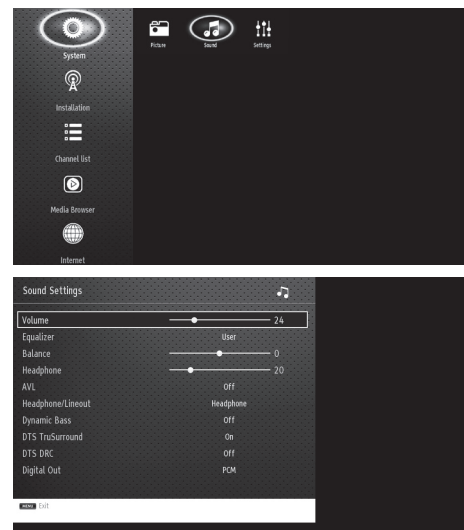 System
Picture
Sound
Settings
Installation
Channel list
Media Browser
Internet
Sound Settings
Volume 24
Equalizer User
Balance 0
Headphone 20
AVL Off
Headphone/Lineout Headphone
Dynamic Bass Off
DTS TruSurround On
DTS DRC Off
Digital Out PCM
MENU Exit